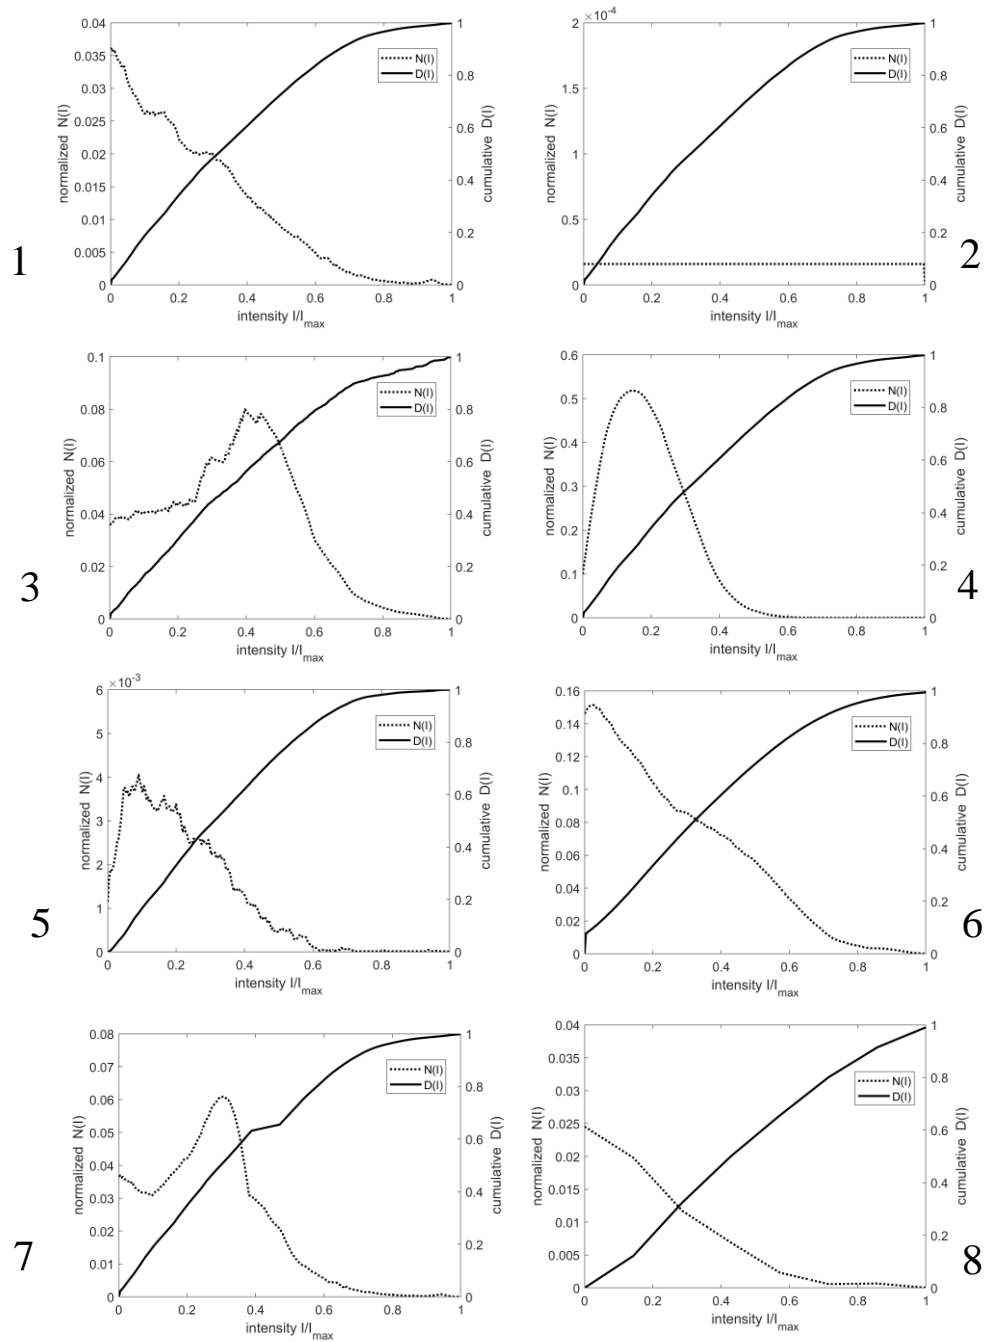 1
0.04
0.035
0.03
0.025
0.02
0.015
0.01
0.005
0
normalized N(I)
1
0.8
0.6
0.4
0.2
0
cumulative D(I)
N(I)
D(I)
0 0.2 0.4 0.6 0.8 1
intensity I/Imax
2
×10-4
2
1.5
1
0.5
0
normalized N(I)
1
0.8
0.6
0.4
0.2
0
cumulative D(I)
N(I)
D(I)
0 0.2 0.4 0.6 0.8 1
intensity I/Imax
3
0.1
0.08
0.06
0.04
0.02
0
normalized N(I)
1
0.8
0.6
0.4
0.2
0
cumulative D(I)
N(I)
D(I)
0 0.2 0.4 0.6 0.8 1
intensity I/Imax
4
0.6
0.5
0.4
0.3
0.2
0.1
0
normalized N(I)
1
0.8
0.6
0.4
0.2
0
cumulative D(I)
N(I)
D(I)
0 0.2 0.4 0.6 0.8 1
intensity I/Imax
5
×10-3
6
5
4
3
2
1
0
normalized N(I)
1
0.8
0.6
0.4
0.2
0
cumulative D(I)
N(I)
D(I)
0 0.2 0.4 0.6 0.8 1
intensity I/Imax
6
0.16
0.14
0.12
0.1
0.08
0.06
0.04
0.02
0
normalized N(I)
1
0.8
0.6
0.4
0.2
0
cumulative D(I)
N(I)
D(I)
0 0.2 0.4 0.6 0.8 1
intensity I/Imax
7
0.08
0.07
0.06
0.05
0.04
0.03
0.02
0.01
0
normalized N(I)
1
0.8
0.6
0.4
0.2
0
cumulative D(I)
N(I)
D(I)
0 0.2 0.4 0.6 0.8 1
intensity I/Imax
8
0.04
0.035
0.03
0.025
0.02
0.015
0.01
0.005
0
normalized N(I)
1
0.8
0.6
0.4
0.2
0
cumulative D(I)
N(I)
D(I)
0 0.2 0.4 0.6 0.8 1
intensity I/Imax